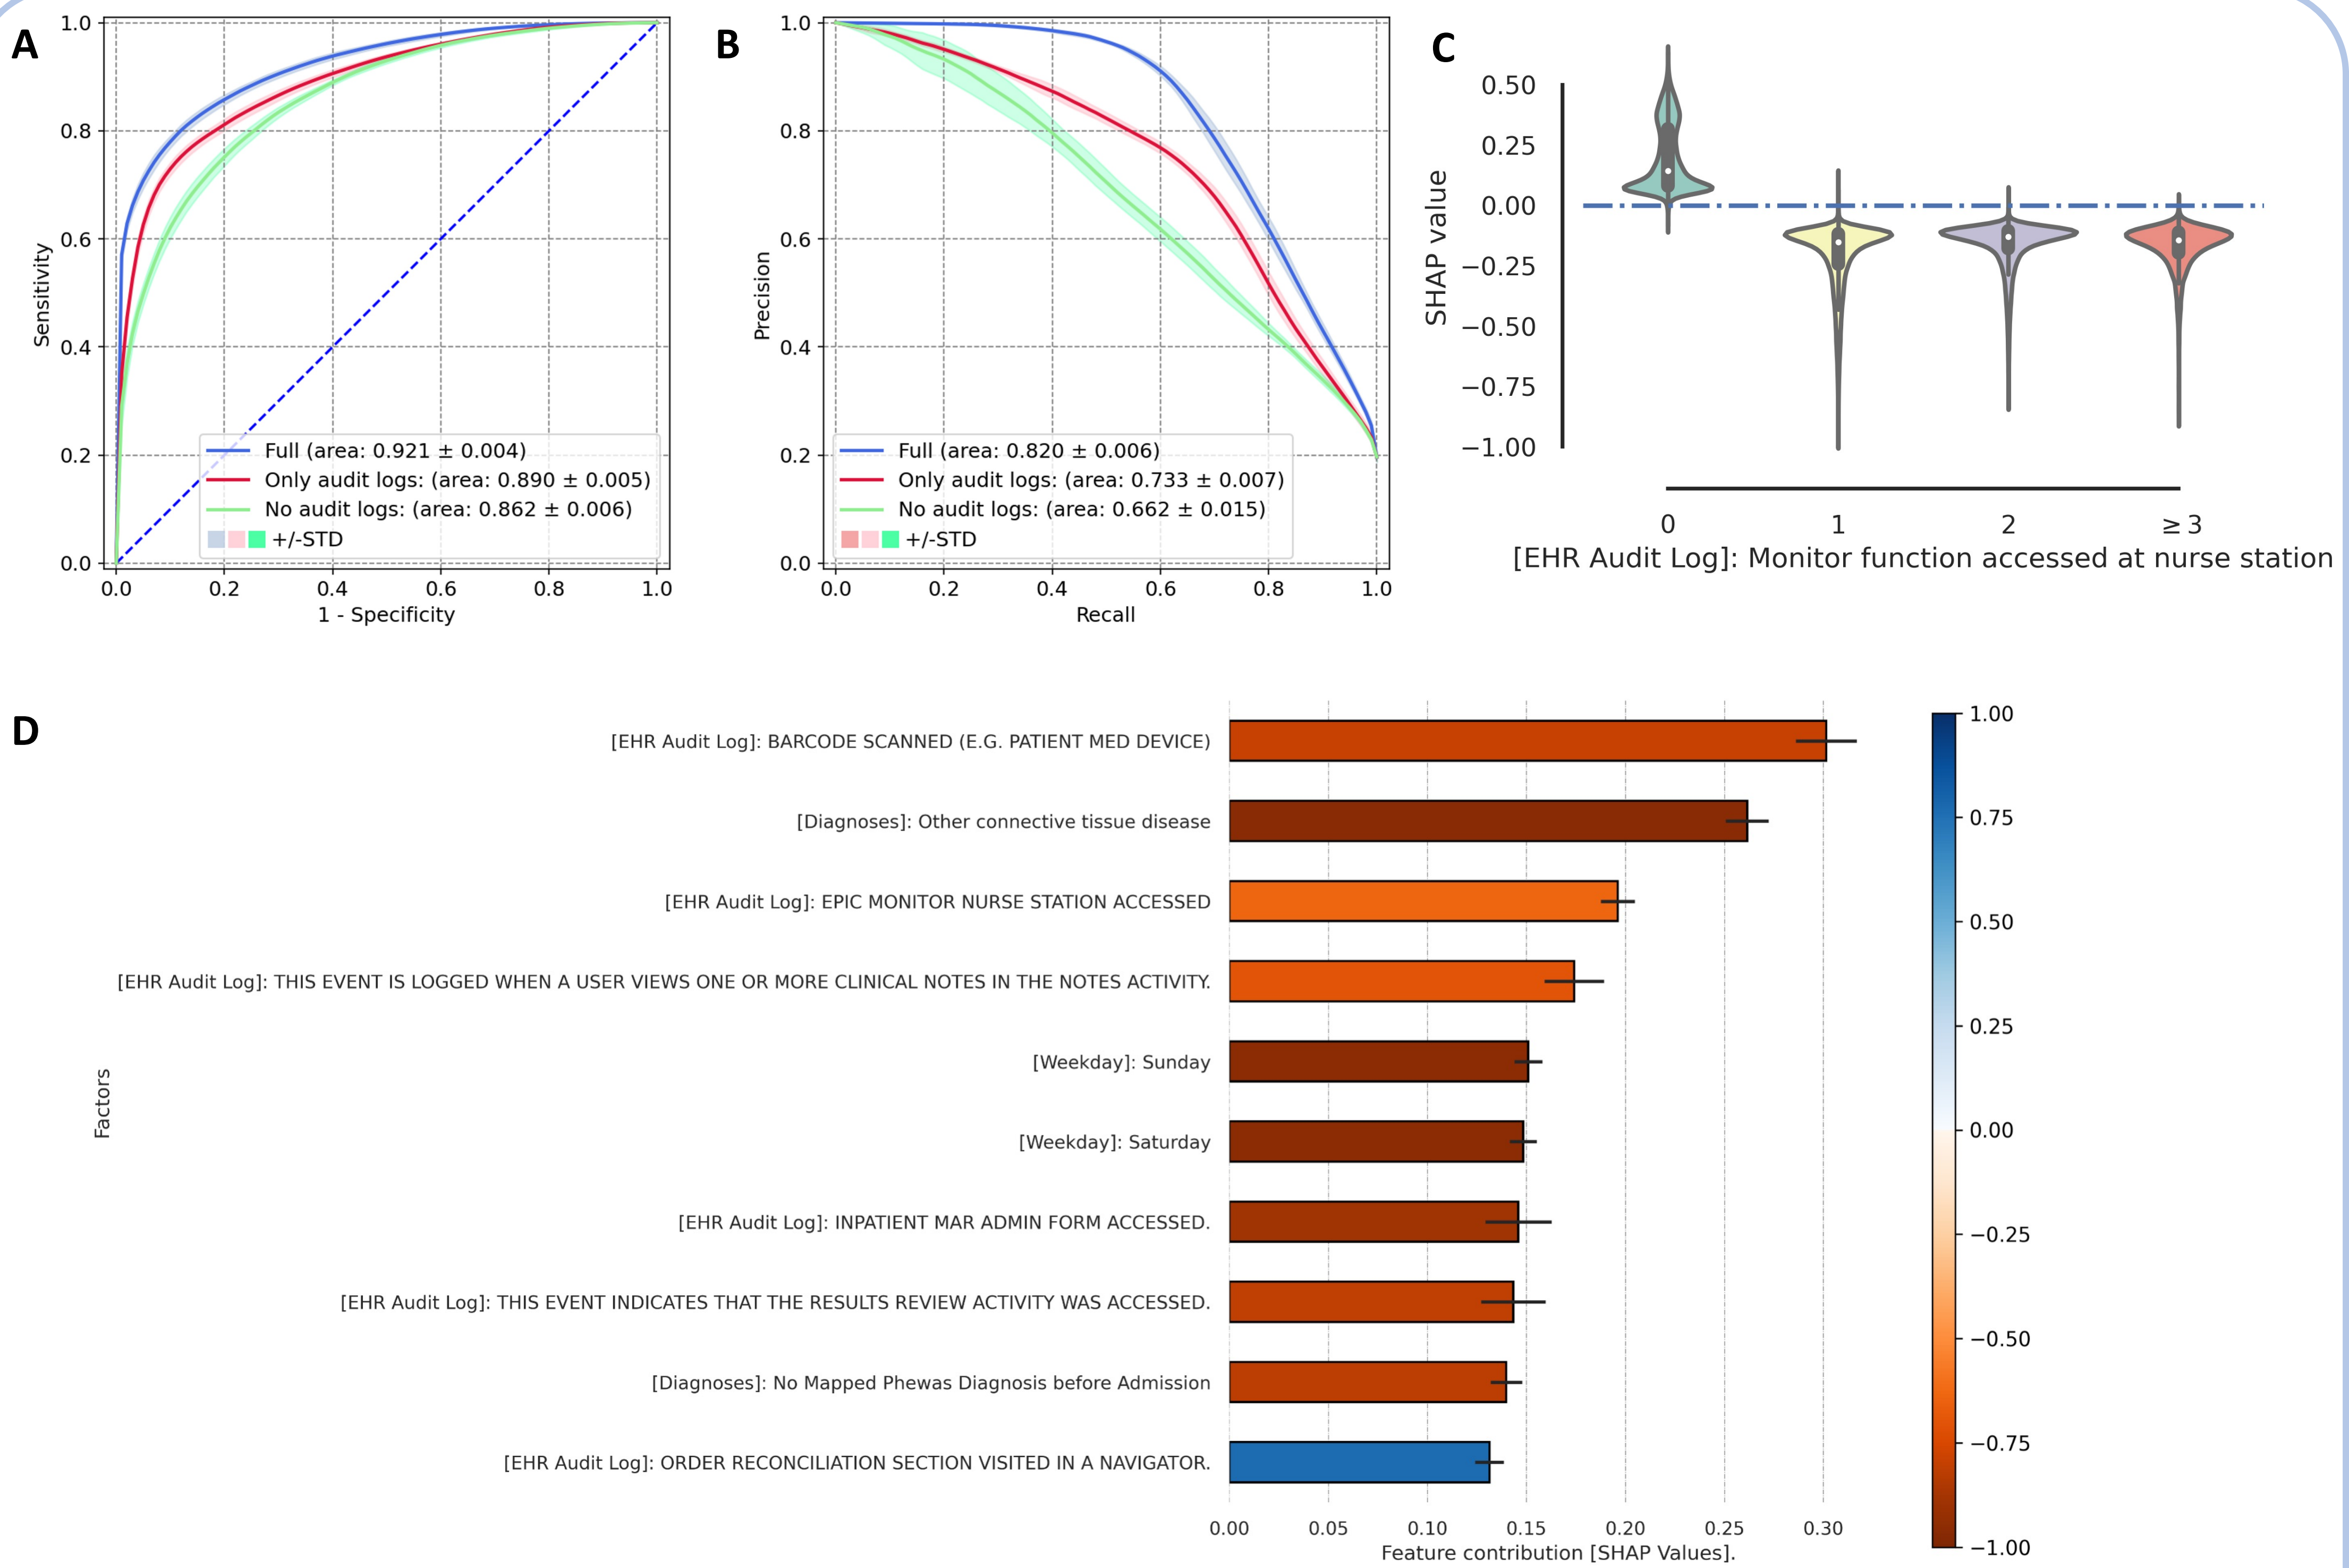 A
1.0
0.8
0.6
0.4
0.2
0.0
Sensitivity
Full (area: 0.921 ± 0.004)
Only audit logs: (area: 0.890 ± 0.005)
No audit logs: (area: 0.862 ± 0.006)
+/-STD
0.0 0.2 0.4 0.6 0.8 1.0
1 - Specificity
B
1.0
0.8
0.6
0.4
0.2
0.0
Precision
Full (area: 0.820 ± 0.006)
Only audit logs: (area: 0.733 ± 0.007)
No audit logs: (area: 0.662 ± 0.015)
+/-STD
0.0 0.2 0.4 0.6 0.8 1.0
Recall
C
0.50
0.25
0.00
−0.25
−0.50
−0.75
−1.00
SHAP value
0 1 2 ≥ 3
[EHR Audit Log]: Monitor function accessed at nurse station
D
Factors
[EHR Audit Log]: BARCODE SCANNED (E.G. PATIENT MED DEVICE)
[Diagnoses]: Other connective tissue disease
[EHR Audit Log]: EPIC MONITOR NURSE STATION ACCESSED
[EHR Audit Log]: THIS EVENT IS LOGGED WHEN A USER VIEWS ONE OR MORE CLINICAL NOTES IN THE NOTES ACTIVITY.
[Weekday]: Sunday
[Weekday]: Saturday
[EHR Audit Log]: INPATIENT MAR ADMIN FORM ACCESSED.
[EHR Audit Log]: THIS EVENT INDICATES THAT THE RESULTS REVIEW ACTIVITY WAS ACCESSED.
[Diagnoses]: No Mapped Phewas Diagnosis before Admission
[EHR Audit Log]: ORDER RECONCILIATION SECTION VISITED IN A NAVIGATOR.
0.00 0.05 0.10 0.15 0.20 0.25 0.30
Feature contribution [SHAP Values].
1.00
0.75
0.50
0.25
0.00
−0.25
−0.50
−0.75
−1.00